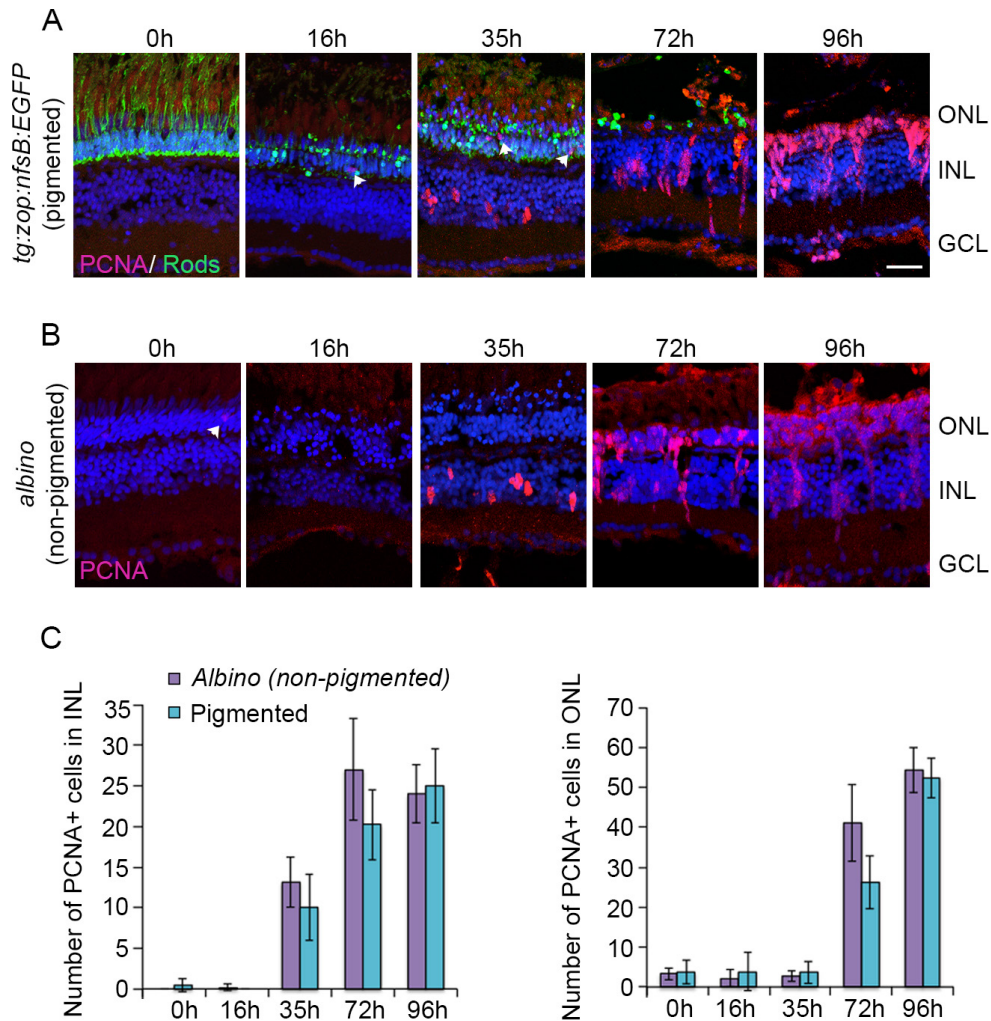 A
0h 16h 35h 72h 96h
tg:zop:nfsB:EGFP
(pigmented)
ONL
INL
GCL
PCNA/ Rods
B
0h 16h 35h 72h 96h
albino
(non-pigmented)
ONL
INL
GCL
PCNA
C
Albino (non-pigmented)
Pigmented
Number of PCNA+ cells in INL
35
30
25
20
15
10
5
0
0h 16h 35h 72h 96h
Number of PCNA+ cells in ONL
70
60
50
40
30
20
10
0
0h 16h 35h 72h 96h